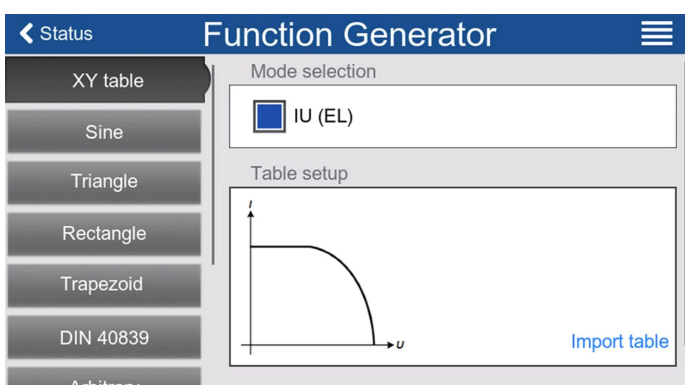 Status
Function Generator
XY table
Mode selection
IU (EL)
Sine
Table setup
Triangle
I
Rectangle
Trapezoid
U
Import table
DIN 40839
Arbitrary